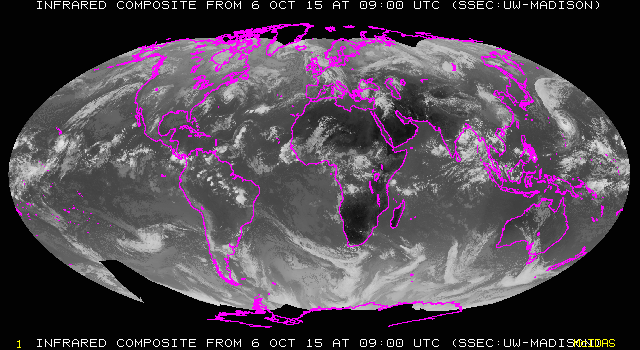 INFRARED COMPOSITE FROM 6 OCT 15 AT 09:00 UTC (SSEC:UW-MADISON)
1 INFRARED COMPOSITE FROM 6 OCT 15 AT 09:00 UTC (SSEC:UW-MADISON)